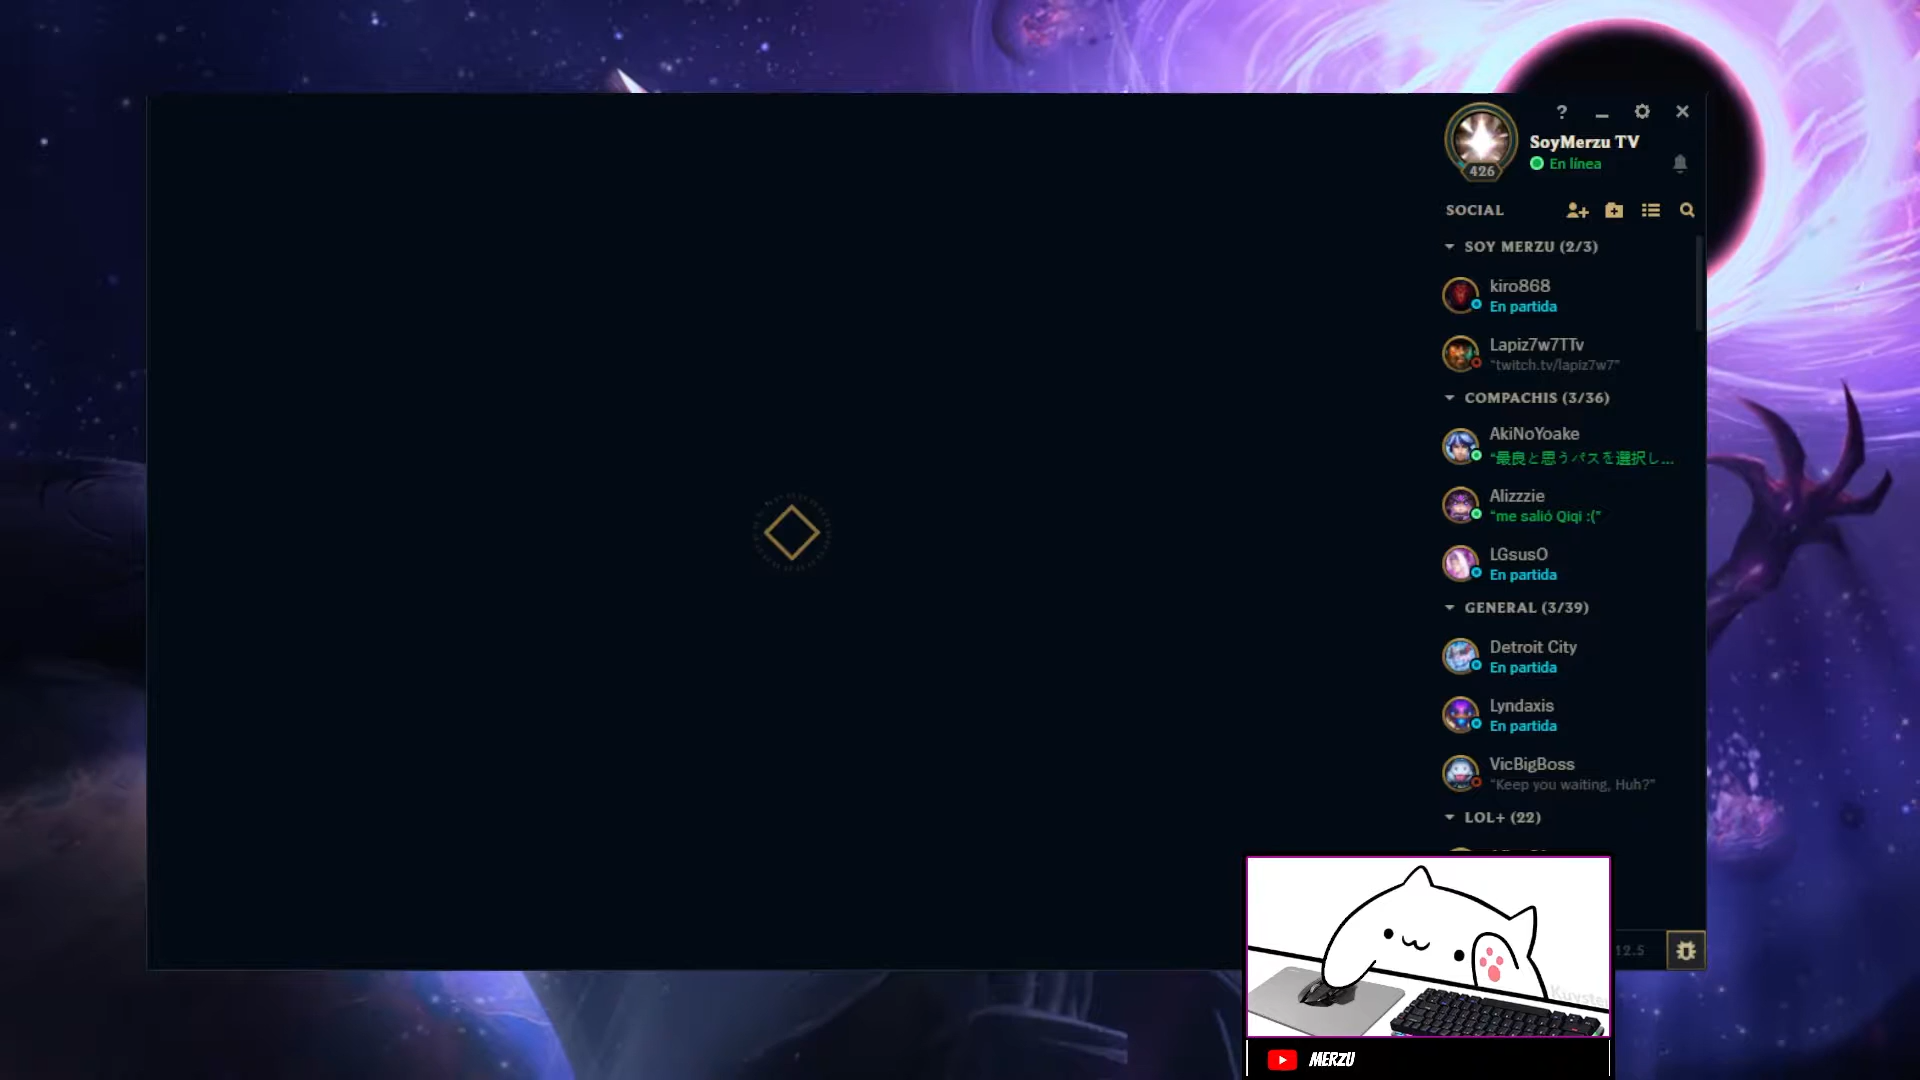 ?
SoyMerzu TV
En línea
426
SOCIAL
SOY MERZU (2/3)
kiro868
En partida
Lapiz7w7TTv
"twitch.tv/lapiz7w7"
COMPACHIS (3/36)
AkiNoYoake
"最良と思うパスを選択し...
Alizzzie
"me salió Qiqi :("
LGsusO
En partida
GENERAL (3/39)
Detroit City
En partida
Lyndaxis
En partida
VicBigBoss
"Keep you waiting, Huh?"
LOL+ (22)
12.5
MERZU